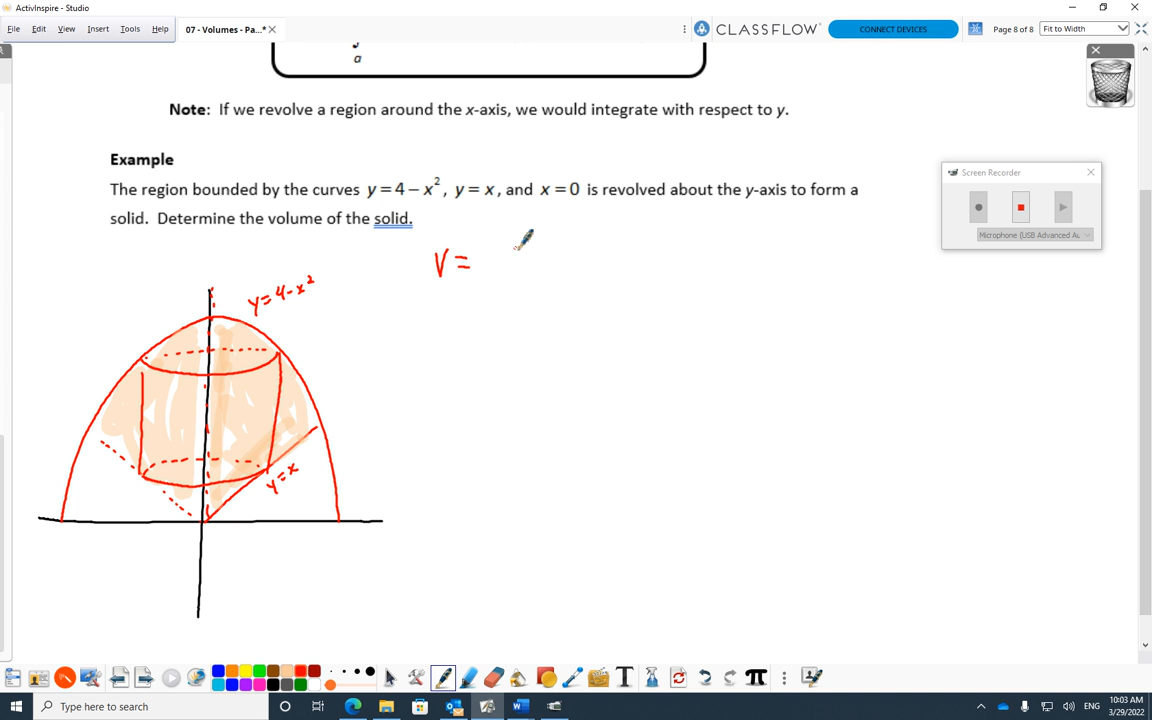 ActivInspire - Studio
File Edit View Insert Tools Help
07 - Volumes - Pa...*
CLASSFLOW
CONNECT DEVICES
Page 8 of 8
Fit to Width
a
Note: If we revolve a region around the x-axis, we would integrate with respect to y.
Example
The region bounded by the curves y = 4 − x², y = x, and x = 0 is revolved about the y-axis to form a
solid. Determine the volume of the solid.
Screen Recorder
Microphone (USB Advanced Au
V =
y = 4 - x²
y = x
Type here to search
ENG
10:03 AM
3/29/2022